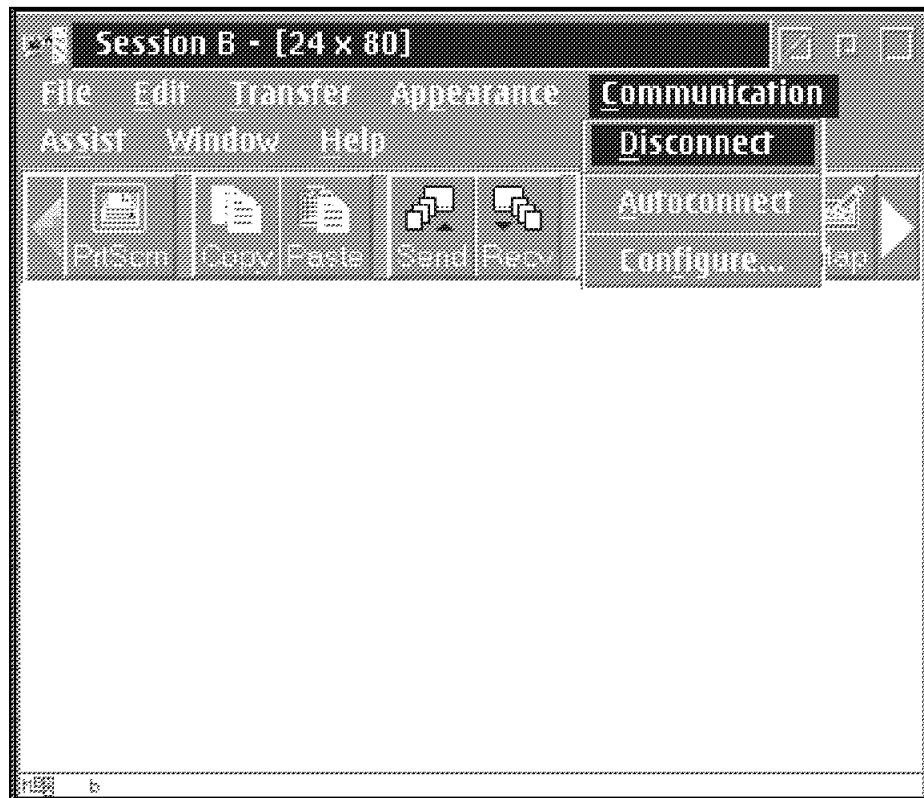 Session B - [24 x 80]
File Edit Transfer Appearance Communication
Assist Window Help
Disconnect
Autoconnect
Configure...
PrtScrn Copy Paste Send Recv
b